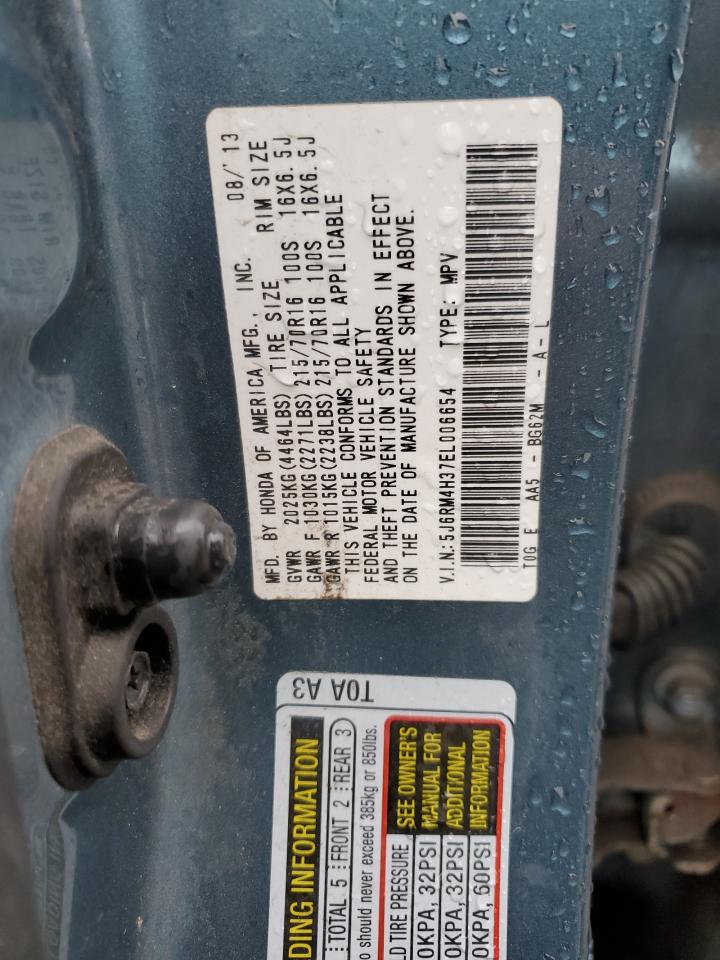 MFD. BY HONDA OF AMERICA MFG., INC. 08/'13
GVWR 2025KG(4464LBS) TIRE SIZE RIM SIZE
GAWR F 1030KG(2271LBS) 215/70R16 100S 16X6.5J
GAWR R 1015KG(2238LBS) 215/70R16 100S 16X6.5J
THIS VEHICLE CONFORMS TO ALL APPLICABLE
FEDERAL MOTOR VEHICLE SAFETY
AND THEFT PREVENTION STANDARDS IN EFFECT
ON THE DATE OF MANUFACTURE SHOWN ABOVE.
V.I.N: 5J6RM4H37EL006654 TYPE: MPV
T0G E AA5 - BG62M - A - L
T0A A3
DING INFORMATION
TOTAL 5 FRONT 2 REAR 3
o should never exceed 385kg or 850lbs.
LD TIRE PRESSURE
0KPA, 32PSI
0KPA, 32PSI
0KPA, 60PSI
SEE OWNER'S
MANUAL FOR
ADDITIONAL
INFORMATION